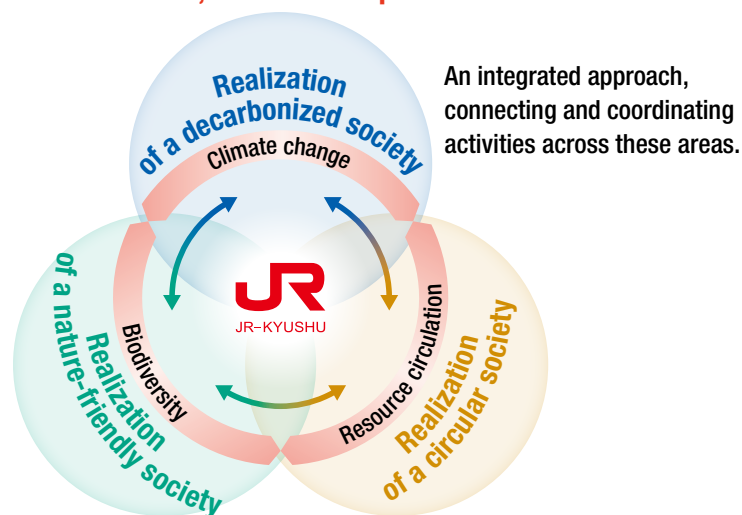 Realization
of a decarbonized society
Climate change
An integrated approach,
connecting and coordinating
activities across these areas.
JR
JR-KYUSHU
Biodiversity
Realization
of a nature-friendly society
Resource circulation
Realization
of a circular society